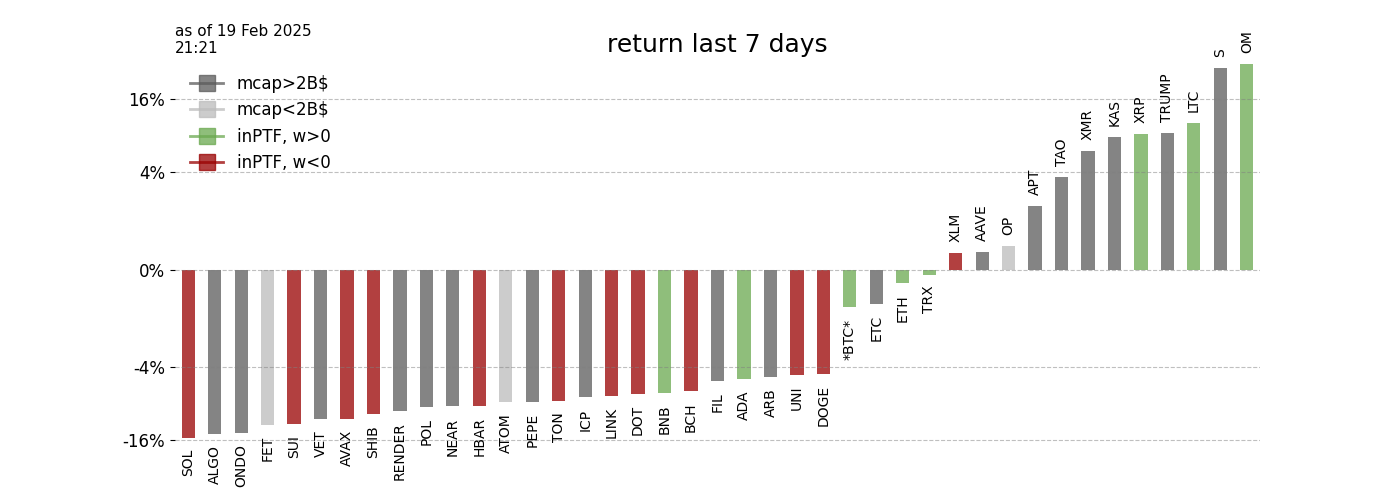 as of 19 Feb 2025
21:21
return last 7 days
mcap>2B$
mcap<2B$
inPTF, w>0
inPTF, w<0
16%
4%
0%
-4%
-16%
SOL
ALGO
ONDO
FET
SUI
VET
AVAX
SHIB
RENDER
POL
NEAR
HBAR
ATOM
PEPE
TON
ICP
LINK
DOT
BNB
BCH
FIL
ADA
ARB
UNI
DOGE
*BTC*
ETC
ETH
TRX
XLM
AAVE
OP
APT
TAO
XMR
KAS
XRP
TRUMP
LTC
S
OM